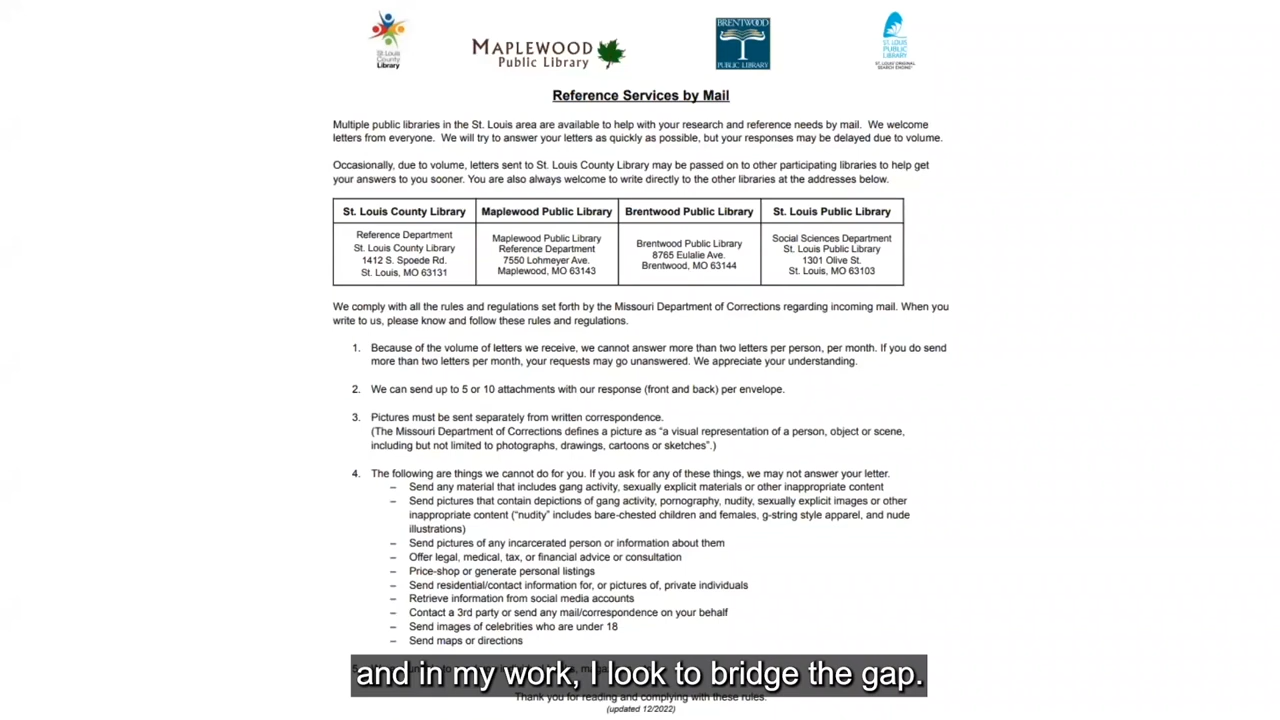 St. Louis
County
Library
MAPLEWOOD
Public Library
BRENTWOOD
PUBLIC LIBRARY
ST. LOUIS
PUBLIC
LIBRARY
Reference Services by Mail
Multiple public libraries in the St. Louis area are available to help with your research and reference needs by mail. We welcome
letters from everyone. We will try to answer your letters as quickly as possible, but your responses may be delayed due to volume.
Occasionally, due to volume, letters sent to St. Louis County Library may be passed on to other participating libraries to help get
your answers to you sooner. You are also always welcome to write directly to the other libraries at the addresses below.
St. Louis County Library
Reference Department
St. Louis County Library
1412 S. Spoede Rd.
St. Louis, MO 63131
Maplewood Public Library
Maplewood Public Library
Reference Department
7550 Lohmeyer Ave.
Maplewood, MO 63143
Brentwood Public Library
Brentwood Public Library
8765 Eulalie Ave.
Brentwood, MO 63144
St. Louis Public Library
Social Sciences Department
St. Louis Public Library
1301 Olive St.
St. Louis, MO 63103
We comply with all the rules and regulations set forth by the Missouri Department of Corrections regarding incoming mail. When you
write to us, please know and follow these rules and regulations.
1. Because of the volume of letters we receive, we cannot answer more than two letters per person, per month. If you do send
more than two letters per month, your requests may go unanswered. We appreciate your understanding.
2. We can send up to 5 or 10 attachments with our response (front and back) per envelope.
3. Pictures must be sent separately from written correspondence.
(The Missouri Department of Corrections defines a picture as “a visual representation of a person, object or scene,
including but not limited to photographs, drawings, cartoons or sketches”.)
4. The following are things we cannot do for you. If you ask for any of these things, we may not answer your letter.
– Send any material that includes gang activity, sexually explicit materials or other inappropriate content
– Send pictures that contain depictions of gang activity, pornography, nudity, sexually explicit images or other
inappropriate content (“nudity” includes bare-chested children and females, g-string style apparel, and nude
illustrations)
– Send pictures of any incarcerated person or information about them
– Offer legal, medical, tax, or financial advice or consultation
– Price-shop or generate personal listings
– Send residential/contact information for, or pictures of, private individuals
– Retrieve information from social media accounts
– Contact a 3rd party or send any mail/correspondence on your behalf
– Send images of celebrities who are under 18
– Send maps or directions
and in my work, I look to bridge the gap.
Thank you for reading and complying with these rules.
(updated 12/2022)